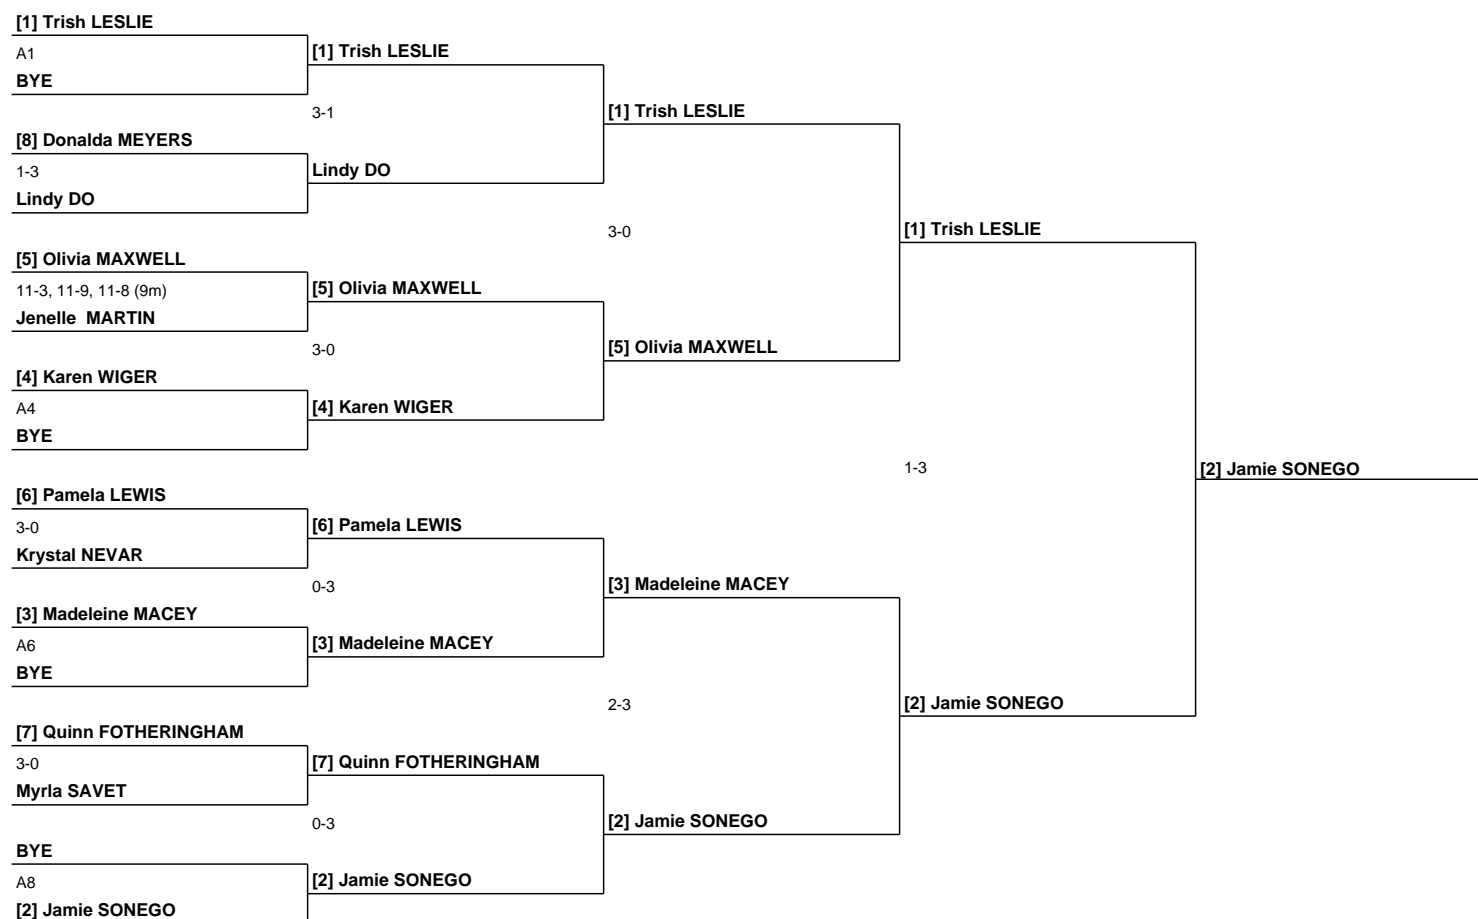 [1] Trish LESLIE
A1
BYE
[8] Donalda MEYERS
1-3
Lindy DO
[5] Olivia MAXWELL
11-3, 11-9, 11-8 (9m)
Jenelle  MARTIN
[4] Karen WIGER
A4
BYE
[6] Pamela LEWIS
3-0
Krystal NEVAR
[3] Madeleine MACEY
A6
BYE
[7] Quinn FOTHERINGHAM
3-0
Myrla SAVET
BYE
A8
[2] Jamie SONEGO
[1] Trish LESLIE
3-1
Lindy DO
[5] Olivia MAXWELL
3-0
[4] Karen WIGER
[6] Pamela LEWIS
0-3
[3] Madeleine MACEY
[7] Quinn FOTHERINGHAM
0-3
[2] Jamie SONEGO
[1] Trish LESLIE
3-0
[5] Olivia MAXWELL
[3] Madeleine MACEY
2-3
[2] Jamie SONEGO
[1] Trish LESLIE
1-3
[2] Jamie SONEGO
[2] Jamie SONEGO